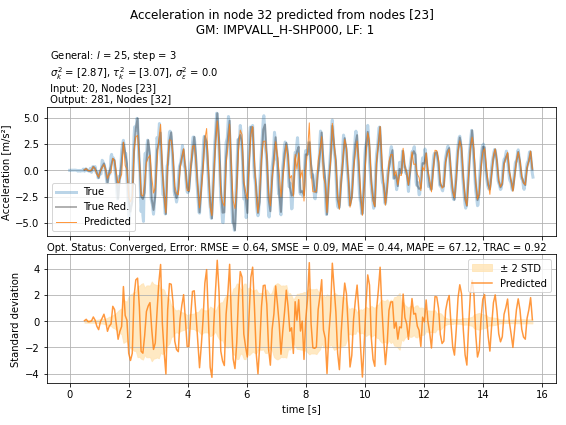 Acceleration in node 32 predicted from nodes [23]
GM: IMPVALL_H-SHP000, LF: 1
General: l = 25, step = 3
σ²ₖ = [2.87], τ²ₖ = [3.07], σ²_ε = 0.0
Input: 20, Nodes [23]
Output: 281, Nodes [32]
Acceleration [m/s²]
5.0
2.5
0.0
−2.5
−5.0
True
True Red.
Predicted
Opt. Status: Converged, Error: RMSE = 0.64, SMSE = 0.09, MAE = 0.44, MAPE = 67.12, TRAC = 0.92
Standard deviation
4
2
0
−2
−4
± 2 STD
Predicted
0 2 4 6 8 10 12 14 16
time [s]